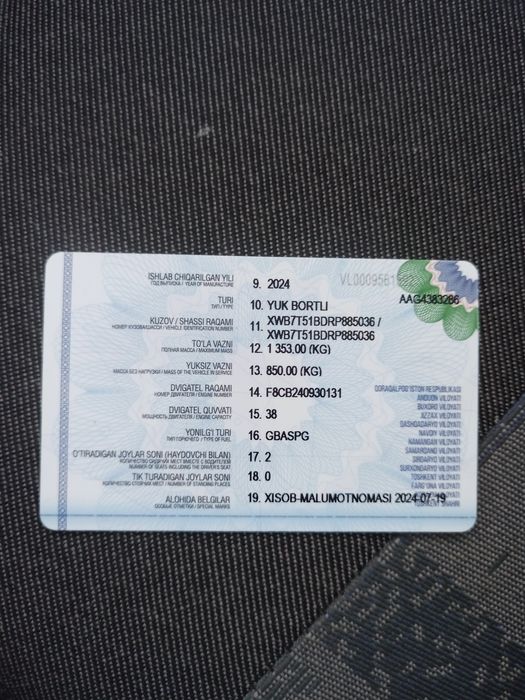 ISHLAB CHIQARILGAN YILI
ГОД ВЫПУСКА / YEAR OF MANUFACTURE
9. 2024
AAG4383286
TURI
ТИП / TYPE
10. YUK BORTLI
KUZOV / SHASSI RAQAMI
НОМЕР КУЗОВА/ШАССИ / VEHICLE IDENTIFICATION NUMBER
11. XWB7T51BDRP885036 /
XWB7T51BDRP885036
TO'LA VAZNI
ПОЛНАЯ МАССА / MAXIMUM MASS
12. 1 353,00 (KG)
YUKSIZ VAZNI
МАССА БЕЗ НАГРУЗКИ / MASS OF THE VEHICLE IN SERVICE
13. 850,00 (KG)
DVIGATEL RAQAMI
НОМЕР ДВИГАТЕЛЯ / ENGINE NUMBER
14. F8CB240930131
DVIGATEL QUVVATI
МОЩНОСТЬ ДВИГАТЕЛЯ / ENGINE CAPACITY
15. 38
YONILG'I TURI
ТИП ГОРЮЧЕГО / TYPE OF FUEL
16. GBASPG
O'TIRADIGAN JOYLAR SONI (HAYDOVCHI BILAN)
КОЛИЧЕСТВО СИДЯЧИХ МЕСТ ВМЕСТЕ С ВОДИТЕЛЕМ
NUMBER OF SEATS INCLUDING THE DRIVER'S SEAT
17. 2
TIK TURADIGAN JOYLAR SONI
КОЛИЧЕСТВО СТОЯЧИХ МЕСТ / NUMBER OF STANDING PLACES
18. 0
ALOHIDA BELGILAR
ОСОБЫЕ ОТМЕТКИ / SPECIAL MARKS
19. XISOB-MALUMOTNOMASI 2024-07-19
QORAQALPOG'ISTON RESPUBLIKASI
ANDIJON VILOYATI
BUXORO VILOYATI
JIZZAX VILOYATI
QASHQADARYO VILOYATI
NAVOIY VILOYATI
NAMANGAN VILOYATI
SAMARQAND VILOYATI
SIRDARYO VILOYATI
SURXONDARYO VILOYATI
TOSHKENT VILOYATI
FARG'ONA VILOYATI
TOSHKENT SHAHRI